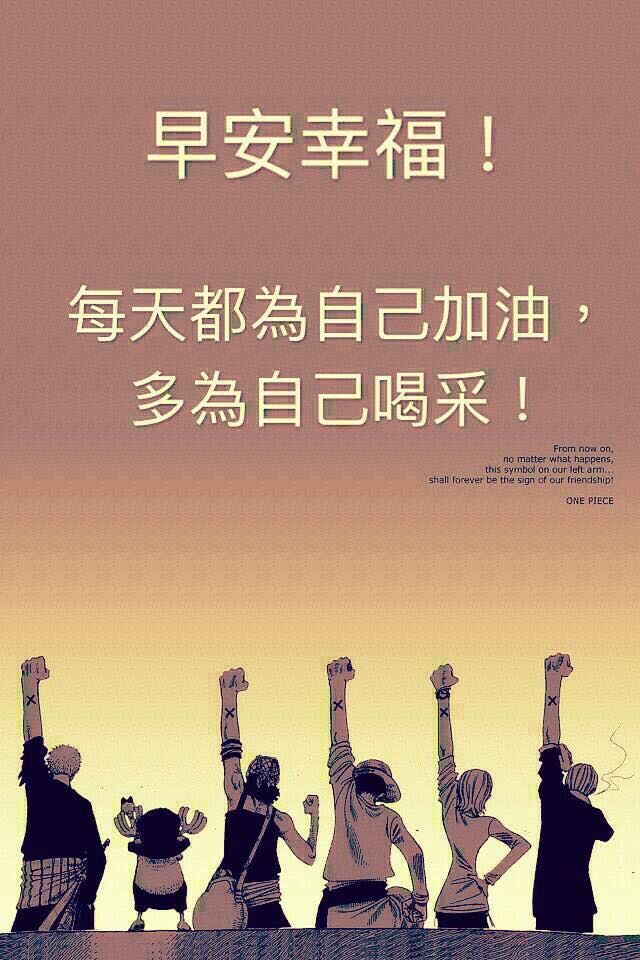 早安幸福！
每天都為自己加油，
多為自己喝采！
From now on,
no matter what happens,
this symbol on our left arm...
shall forever be the sign of our friendship!
ONE PIECE